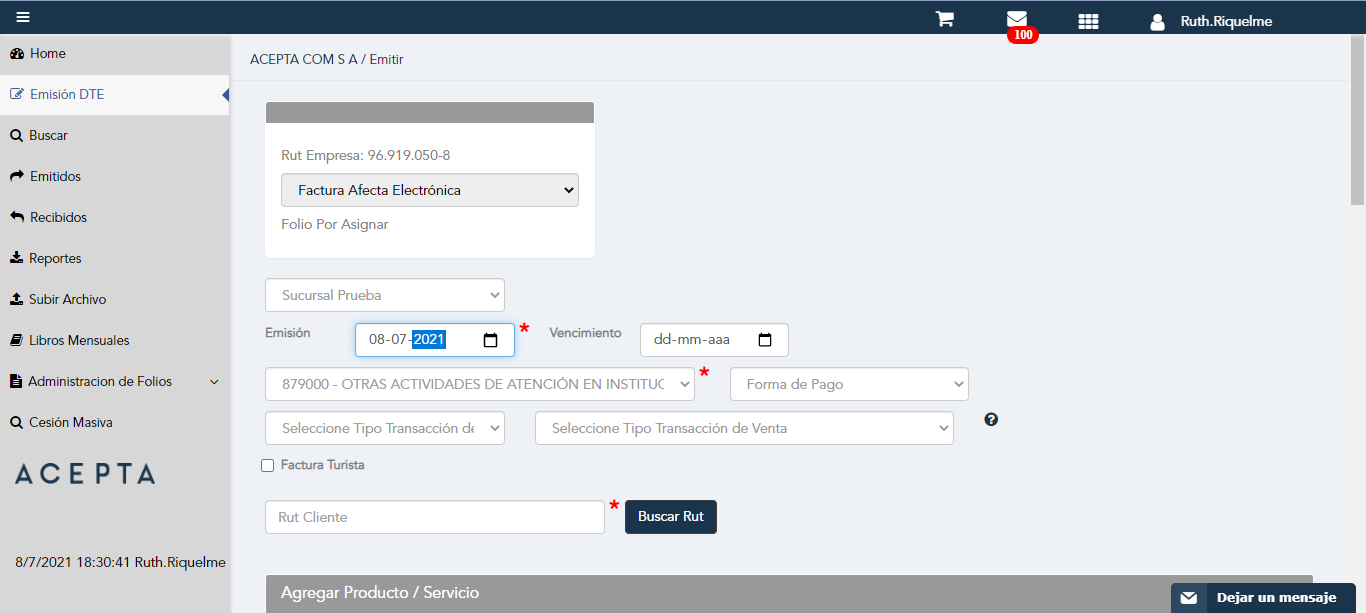 100
Ruth.Riquelme
Home
Emisión DTE
Buscar
Emitidos
Recibidos
Reportes
Subir Archivo
Libros Mensuales
Administracion de Folios
Cesión Masiva
ACEPTA
8/7/2021 18:30:41 Ruth.Riquelme
ACEPTA COM S A / Emitir
Rut Empresa: 96.919.050-8
Factura Afecta Electrónica
Folio Por Asignar
Sucursal Prueba
Emisión 08-07-2021 * Vencimiento dd-mm-aaa
879000 - OTRAS ACTIVIDADES DE ATENCIÓN EN INSTITUC * Forma de Pago
Seleccione Tipo Transacción de Seleccione Tipo Transacción de Venta ?
Factura Turista
Rut Cliente * Buscar Rut
Agregar Producto / Servicio
Dejar un mensaje